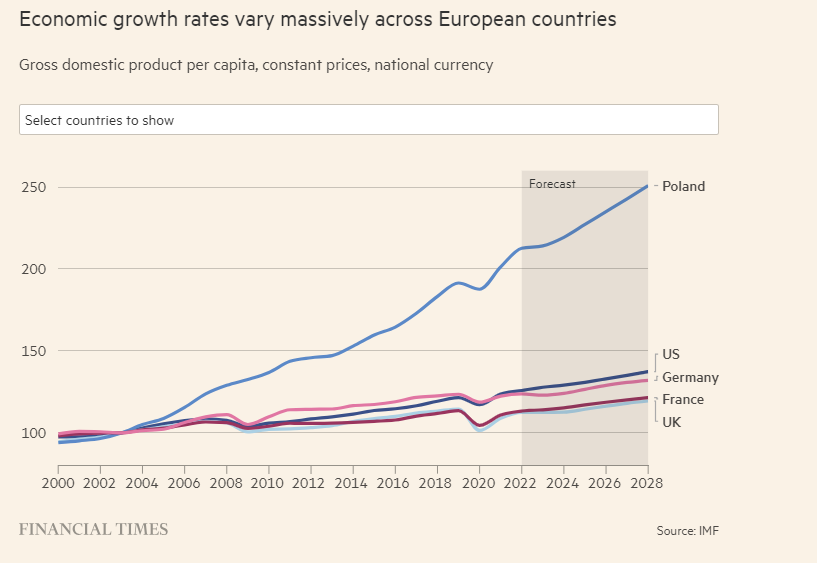 Economic growth rates vary massively across European countries
Gross domestic product per capita, constant prices, national currency
Select countries to show
Forecast
250
200
150
100
Poland
US
Germany
France
UK
2000 2002 2004 2006 2008 2010 2012 2014 2016 2018 2020 2022 2024 2026 2028
FINANCIAL TIMES
Source: IMF